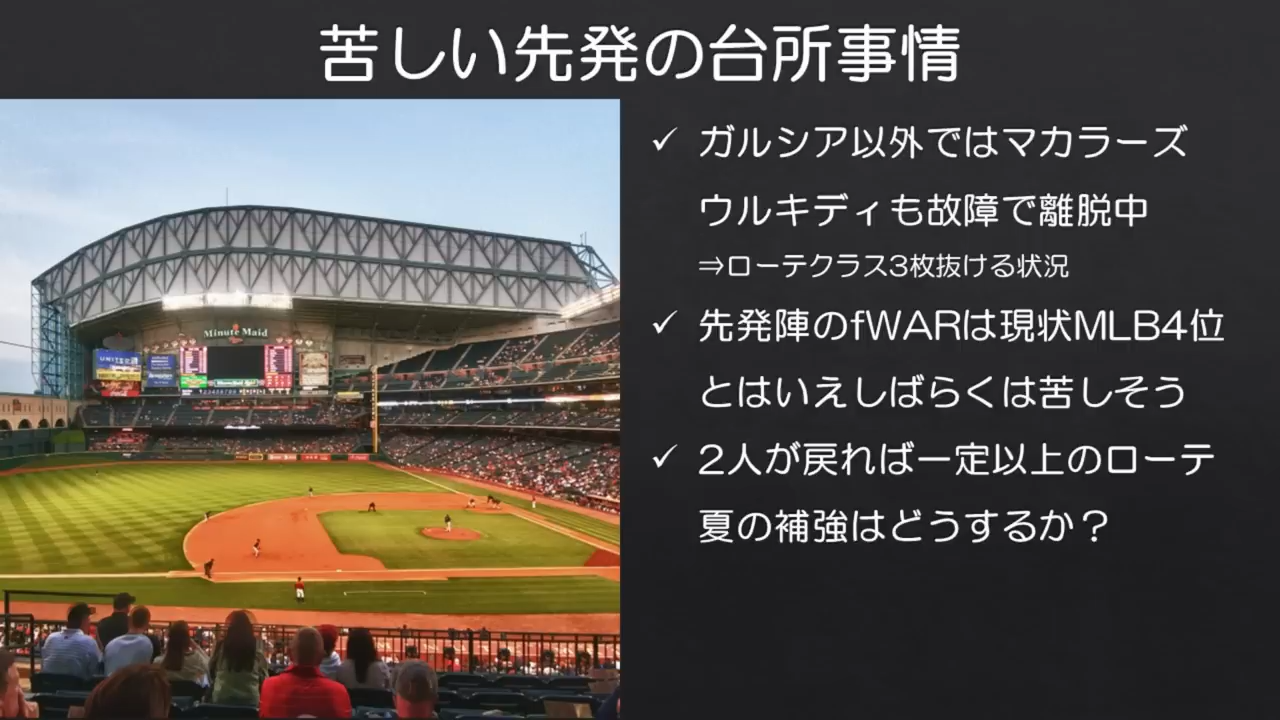 苦しい先発の台所事情
✓ ガルシア以外ではマカラーズ
ウルキディも故障で離脱中
⇒ローテクラス3枚抜ける状況
✓ 先発陣のfWARは現状MLB4位
とはいえしばらくは苦しそう
✓ 2人が戻れば一定以上のローテ
夏の補強はどうするか？
Minute Maid
UNITED